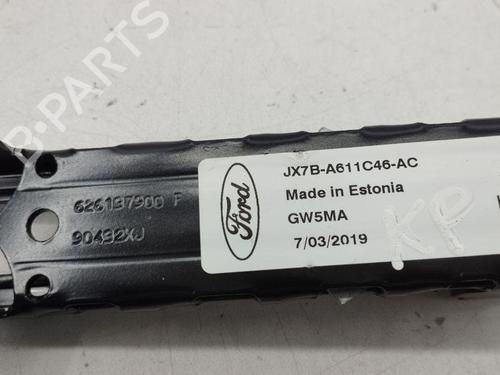 B-PARTS
626137900 F
90492XJ
Ford
JX7B-A611C46-AC
Made in Estonia
GW5MA
7/03/2019
KP